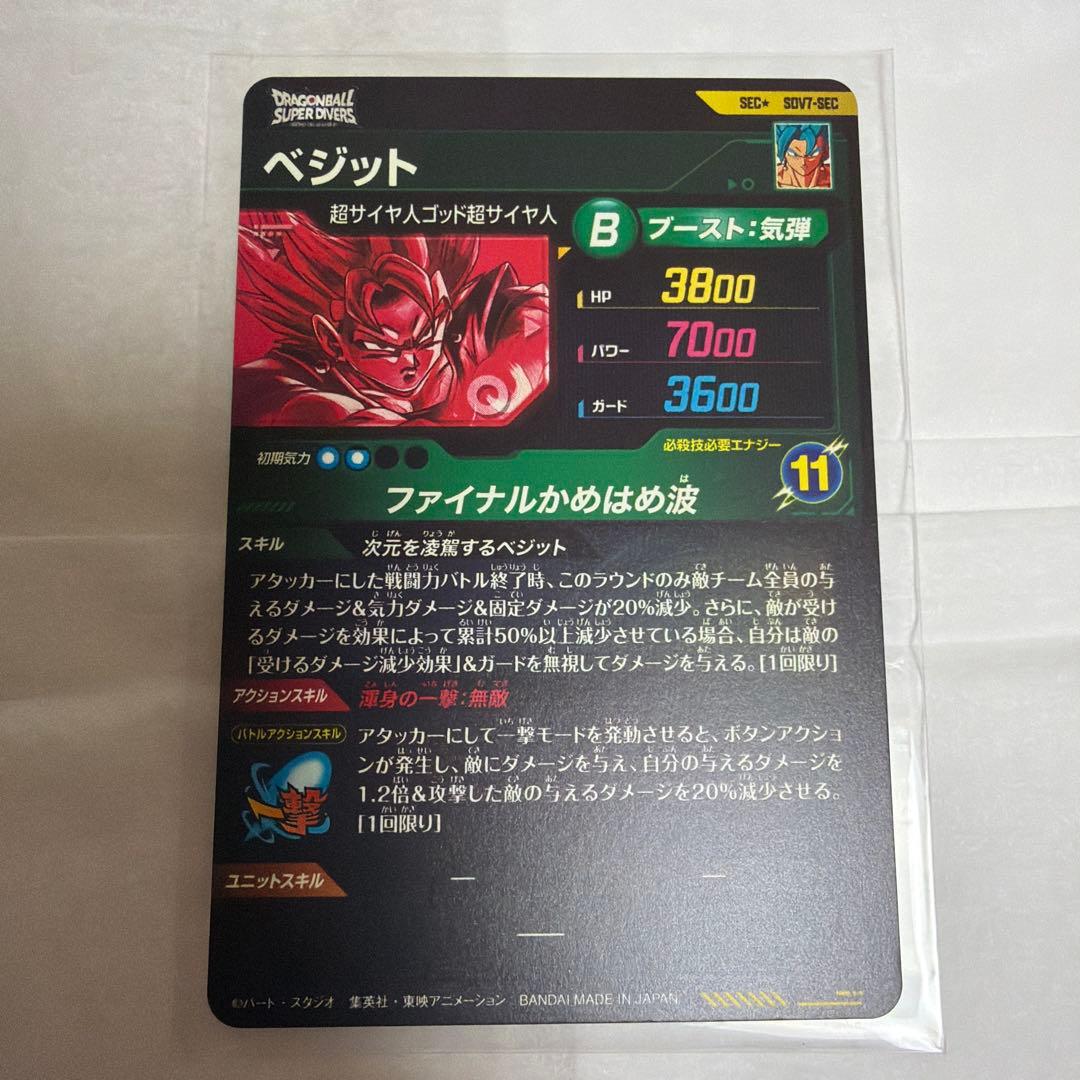 DRAGONBALL
SUPER DIVERS
SEC★ SDV7-SEC
ベジット
超サイヤ人ゴッド超サイヤ人
B ブースト:気弾
HP 3800
パワー 7000
ガード 3600
初期気力
必殺技必要エナジー
11
ファイナルかめはめ波
スキル 次元を凌駕するベジット
アタッカーにした戦闘力バトル終了時、このラウンドのみ敵チーム全員の与
えるダメージ&気力ダメージ&固定ダメージが20%減少。さらに、敵が受け
るダメージを効果によって累計50%以上減少させている場合、自分は敵の
「受けるダメージ減少効果」&ガードを無視してダメージを与える。[1回限り]
アクションスキル 渾身の一撃:無敵
バトルアクションスキル
アタッカーにして一撃モードを発動させると、ボタンアクショ
ンが発生し、敵にダメージを与え、自分の与えるダメージを
1.2倍&攻撃した敵の与えるダメージを20%減少させる。
[1回限り]
一撃
ユニットスキル
©バード・スタジオ 集英社・東映アニメーション BANDAI MADE IN JAPAN